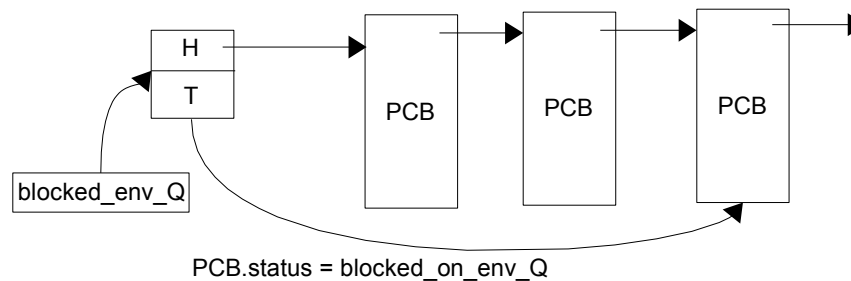 H
T
PCB
PCB
PCB
blocked_env_Q
PCB.status = blocked_on_env_Q